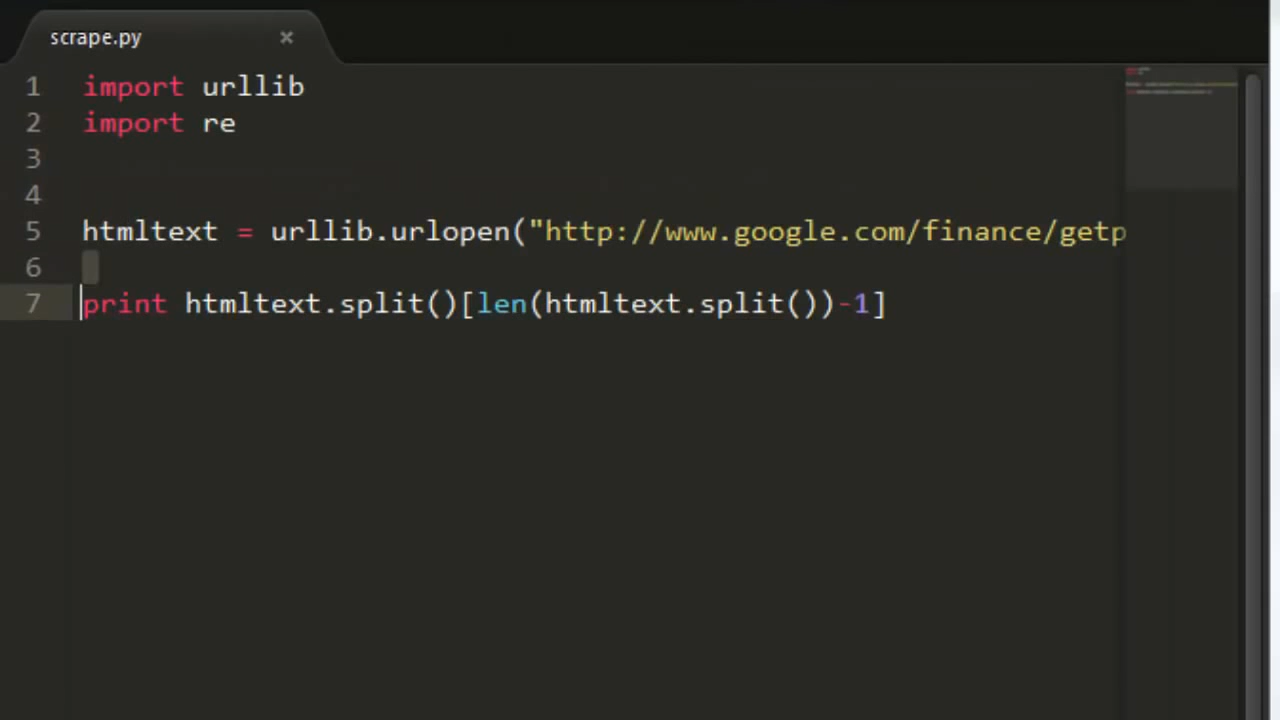 scrape.py ×
1 import urllib
2 import re
3
4
5 htmltext = urllib.urlopen("http://www.google.com/finance/getp
6
7 print htmltext.split()[len(htmltext.split())-1]